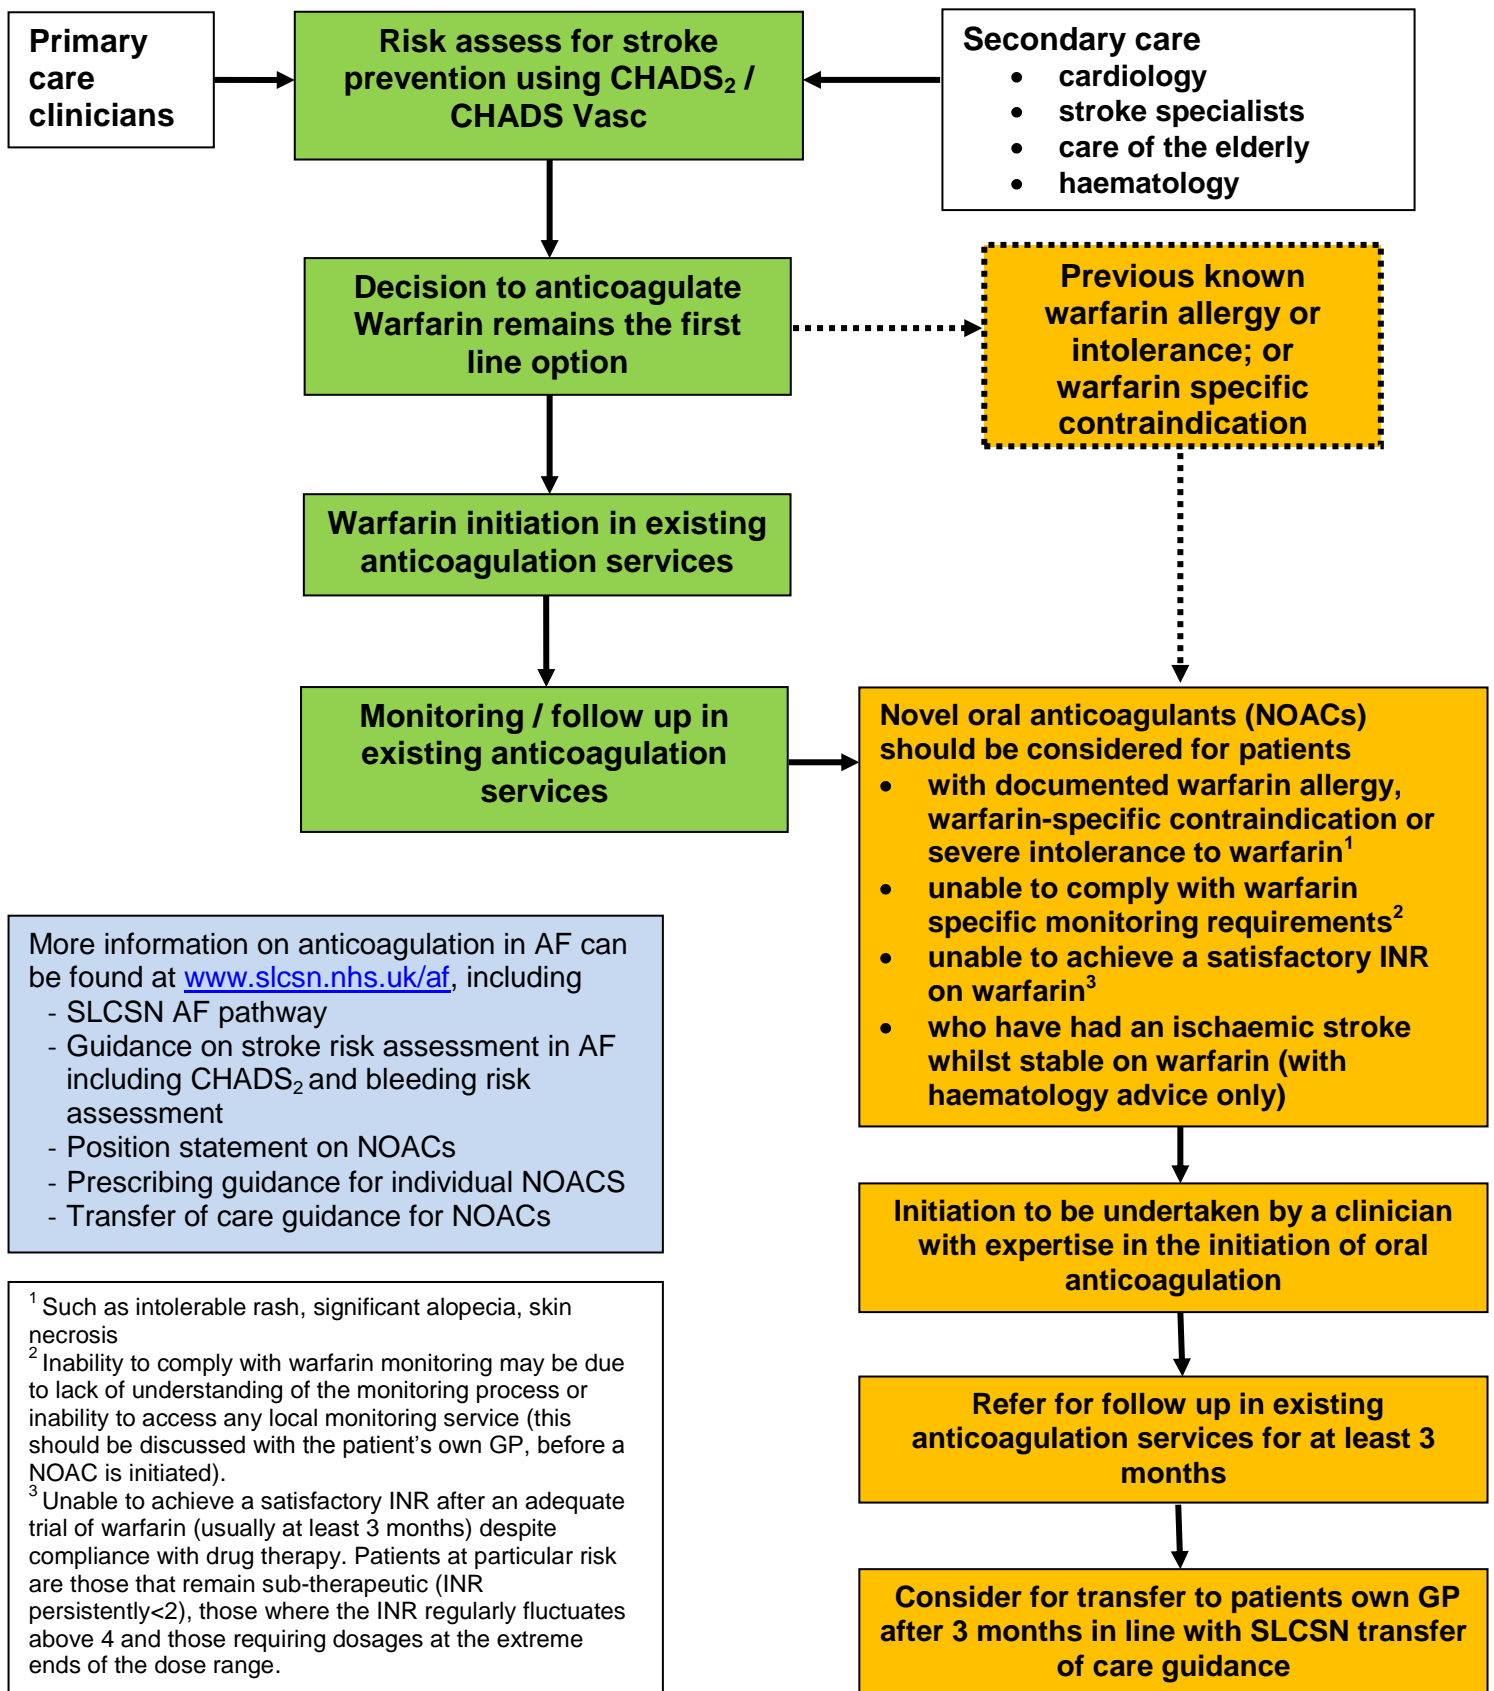 Primary
care
clinicians
Risk assess for stroke
prevention using CHADS₂ /
CHADS Vasc
Secondary care
• cardiology
• stroke specialists
• care of the elderly
• haematology
Decision to anticoagulate
Warfarin remains the first
line option
Previous known
warfarin allergy or
intolerance; or
warfarin specific
contraindication
Warfarin initiation in existing
anticoagulation services
Monitoring / follow up in
existing anticoagulation
services
Novel oral anticoagulants (NOACs)
should be considered for patients
• with documented warfarin allergy,
warfarin-specific contraindication or
severe intolerance to warfarin¹
• unable to comply with warfarin
specific monitoring requirements²
• unable to achieve a satisfactory INR
on warfarin³
• who have had an ischaemic stroke
whilst stable on warfarin (with
haematology advice only)
More information on anticoagulation in AF can
be found at www.slcsn.nhs.uk/af, including
- SLCSN AF pathway
- Guidance on stroke risk assessment in AF
including CHADS₂ and bleeding risk
assessment
- Position statement on NOACs
- Prescribing guidance for individual NOACS
- Transfer of care guidance for NOACs
Initiation to be undertaken by a clinician
with expertise in the initiation of oral
anticoagulation
¹ Such as intolerable rash, significant alopecia, skin
necrosis
² Inability to comply with warfarin monitoring may be due
to lack of understanding of the monitoring process or
inability to access any local monitoring service (this
should be discussed with the patient's own GP, before a
NOAC is initiated).
³ Unable to achieve a satisfactory INR after an adequate
trial of warfarin (usually at least 3 months) despite
compliance with drug therapy. Patients at particular risk
are those that remain sub-therapeutic (INR
persistently<2), those where the INR regularly fluctuates
above 4 and those requiring dosages at the extreme
ends of the dose range.
Refer for follow up in existing
anticoagulation services for at least 3
months
Consider for transfer to patients own GP
after 3 months in line with SLCSN transfer
of care guidance